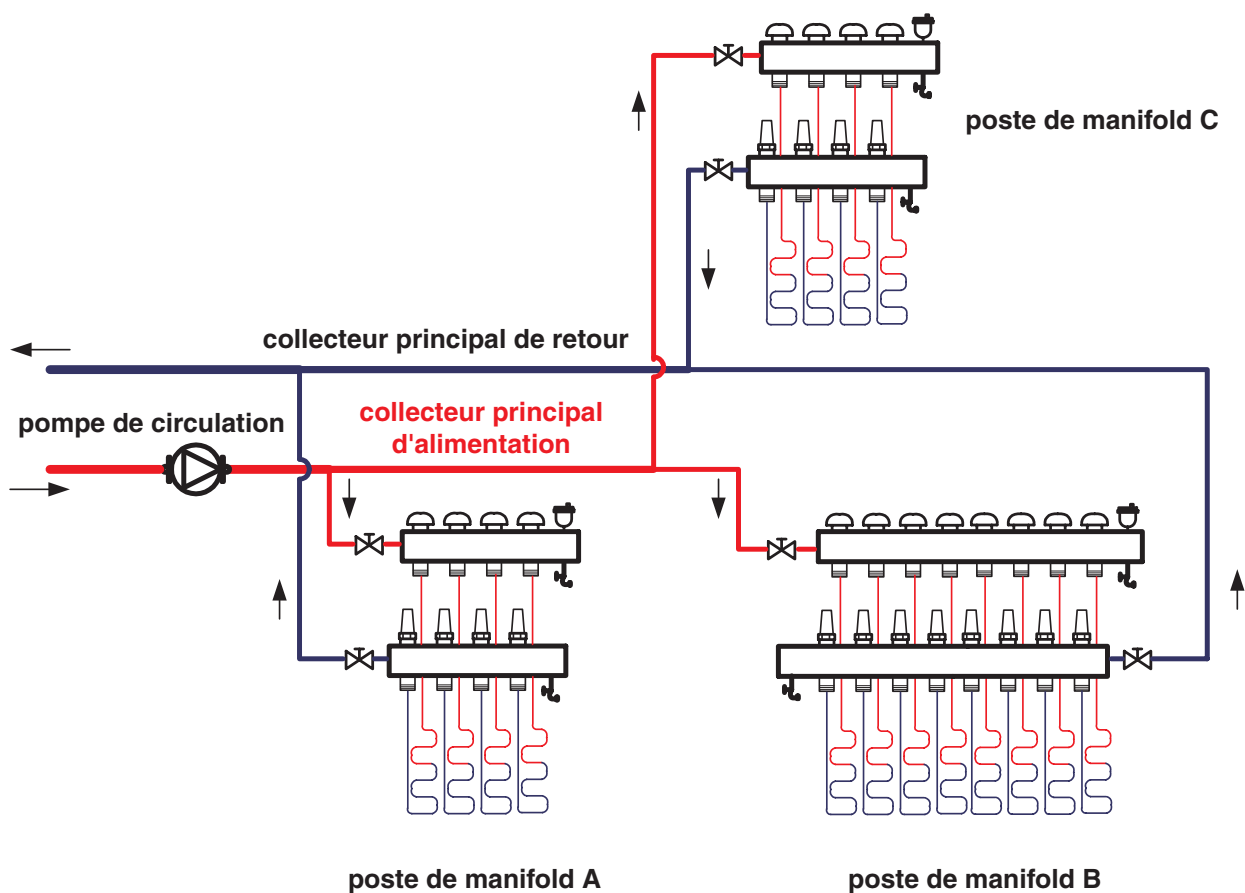 poste de manifold C
collecteur principal de retour
pompe de circulation
collecteur principal
d'alimentation
poste de manifold A
poste de manifold B